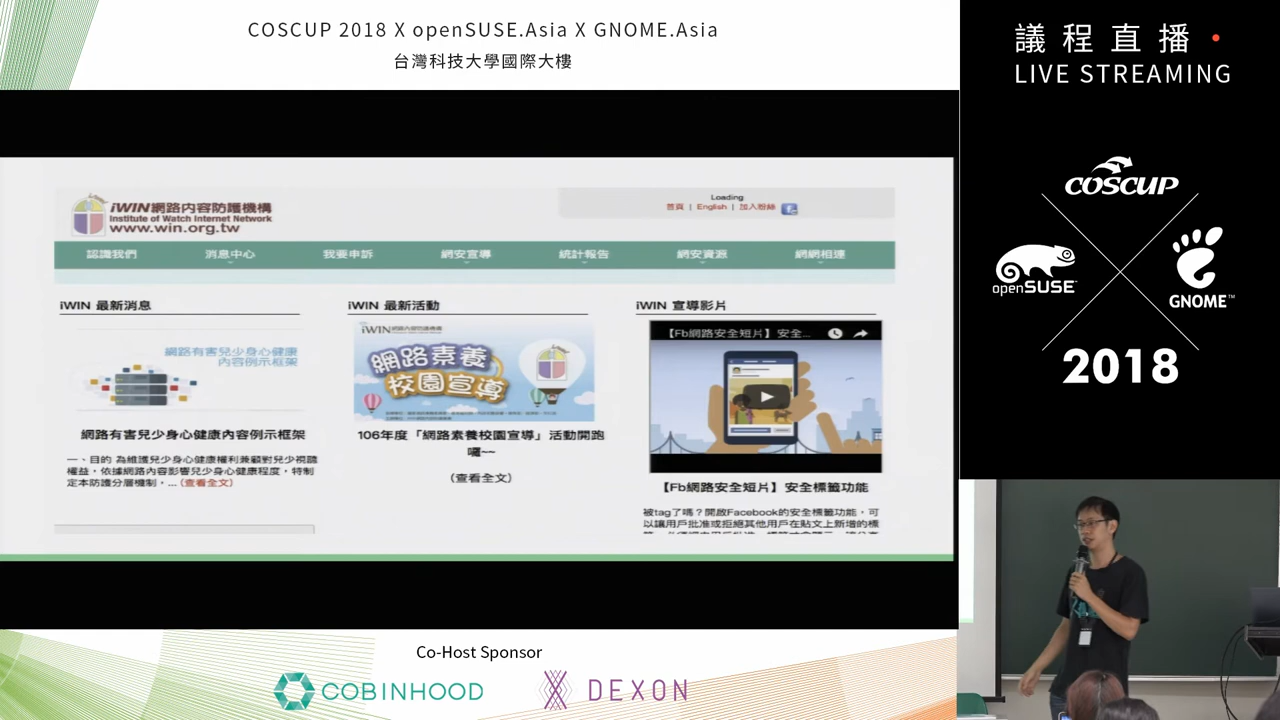 COSCUP 2018 X openSUSE.Asia X GNOME.Asia
台灣科技大學國際大樓
議程直播
LIVE STREAMING
COSCUP
openSUSE
GNOME™
2018
iWIN網路內容防護機構
Institute of Watch Internet Network
www.win.org.tw
Loading
首頁 | English | 加入粉絲
認識我們 消息中心 我要申訴 網安宣導 統計報告 網安資源 網網相連
iWIN 最新消息
網路有害兒少身心健康
內容例示框架
網路有害兒少身心健康內容例示框架
一、目的 為維護兒少身心健康權利兼顧對兒少視聽
權益，依據網路內容影響兒少身心健康程度，特制
定本防護分層機制，... (查看全文)
iWIN 最新活動
iWIN
網路素養
校園宣導
106年度「網路素養校園宣導」活動開跑
囉~~
(查看全文)
iWIN 宣導影片
【Fb網路安全短片】安全...
【Fb網路安全短片】安全標籤功能
被tag了嗎？開啟Facebook的安全標籤功能，可
以讓用戶批准或拒絕其他用戶在貼文上新增的標
Co-Host Sponsor
COBINHOOD
DEXON